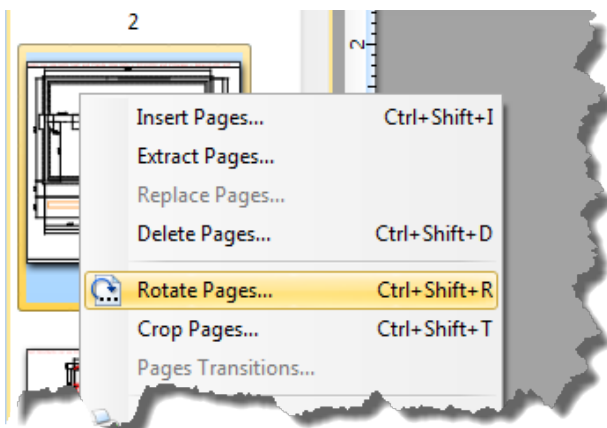 2
2
Insert Pages... Ctrl+Shift+I
Extract Pages...
Replace Pages...
Delete Pages... Ctrl+Shift+D
Rotate Pages... Ctrl+Shift+R
Crop Pages... Ctrl+Shift+T
Pages Transitions...